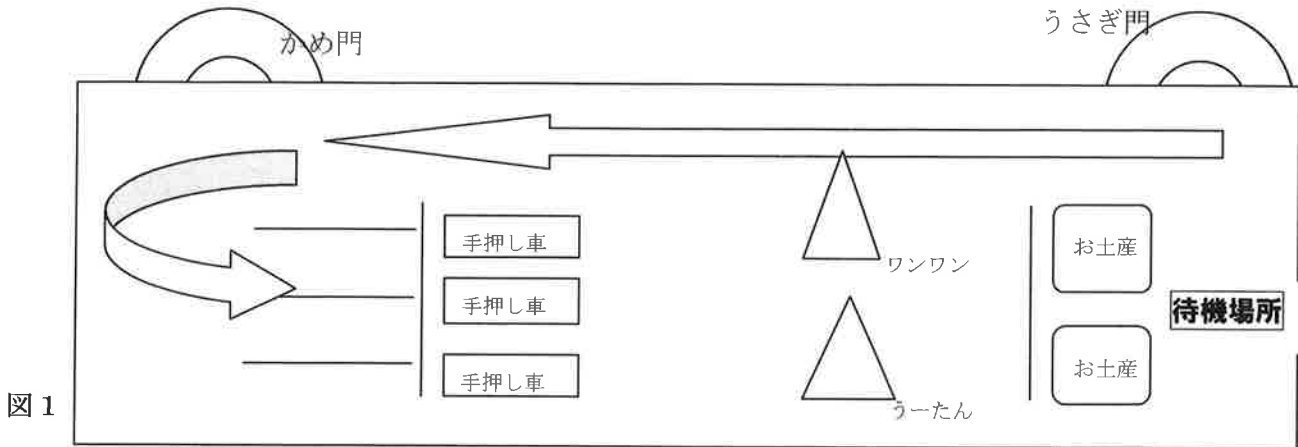 かめ門
うさぎ門
手押し車
手押し車
手押し車
ワンワン
うーたん
お土産
お土産
待機場所
図1